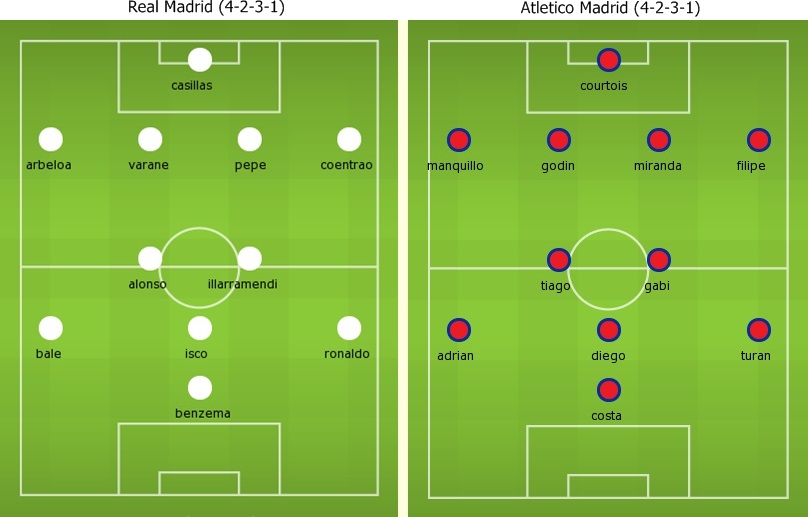 Real Madrid (4-2-3-1)
casillas
arbeloa varane pepe coentrao
alonso illarramendi
bale isco ronaldo
benzema
Atletico Madrid (4-2-3-1)
courtois
manquillo godin miranda filipe
tiago gabi
adrian diego turan
costa